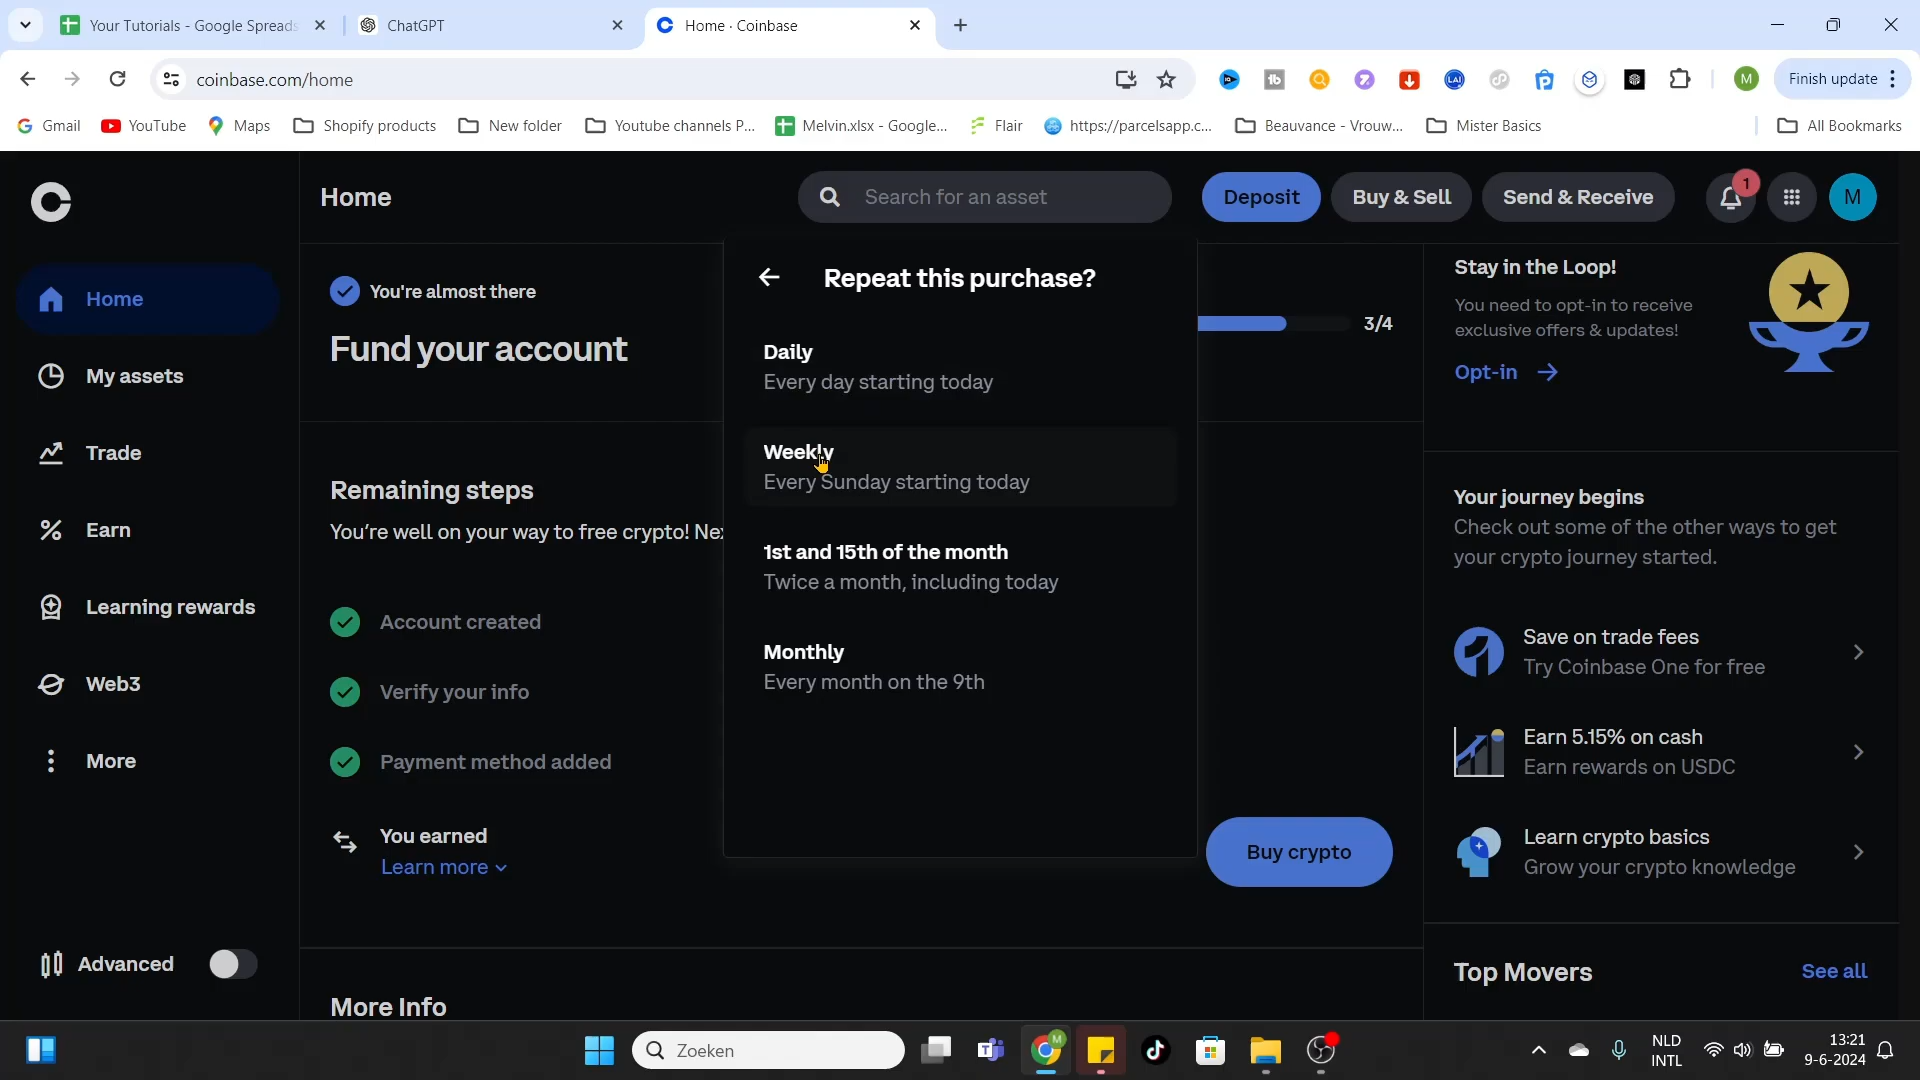 Your Tutorials - Google Spreads
ChatGPT
Home · Coinbase
coinbase.com/home
Finish update
M
Gmail
YouTube
Maps
Shopify products
New folder
Youtube channels P...
Melvin.xlsx - Google...
Flair
https://parcelsapp.c...
Beauvance - Vrouw...
Mister Basics
All Bookmarks
Home
Search for an asset
Deposit
Buy & Sell
Send & Receive
1
M
Home
My assets
Trade
Earn
Learning rewards
Web3
More
Advanced
You're almost there
Fund your account
3/4
Remaining steps
You're well on your way to free crypto! Nex
Account created
Verify your info
Payment method added
You earned
Learn more
Buy crypto
More Info
Repeat this purchase?
Daily
Every day starting today
Weekly
Every Sunday starting today
1st and 15th of the month
Twice a month, including today
Monthly
Every month on the 9th
Stay in the Loop!
You need to opt-in to receive
exclusive offers & updates!
Opt-in
Your journey begins
Check out some of the other ways to get
your crypto journey started.
Save on trade fees
Try Coinbase One for free
Earn 5.15% on cash
Earn rewards on USDC
Learn crypto basics
Grow your crypto knowledge
Top Movers
See all
Zoeken
NLD
INTL
13:21
9-6-2024